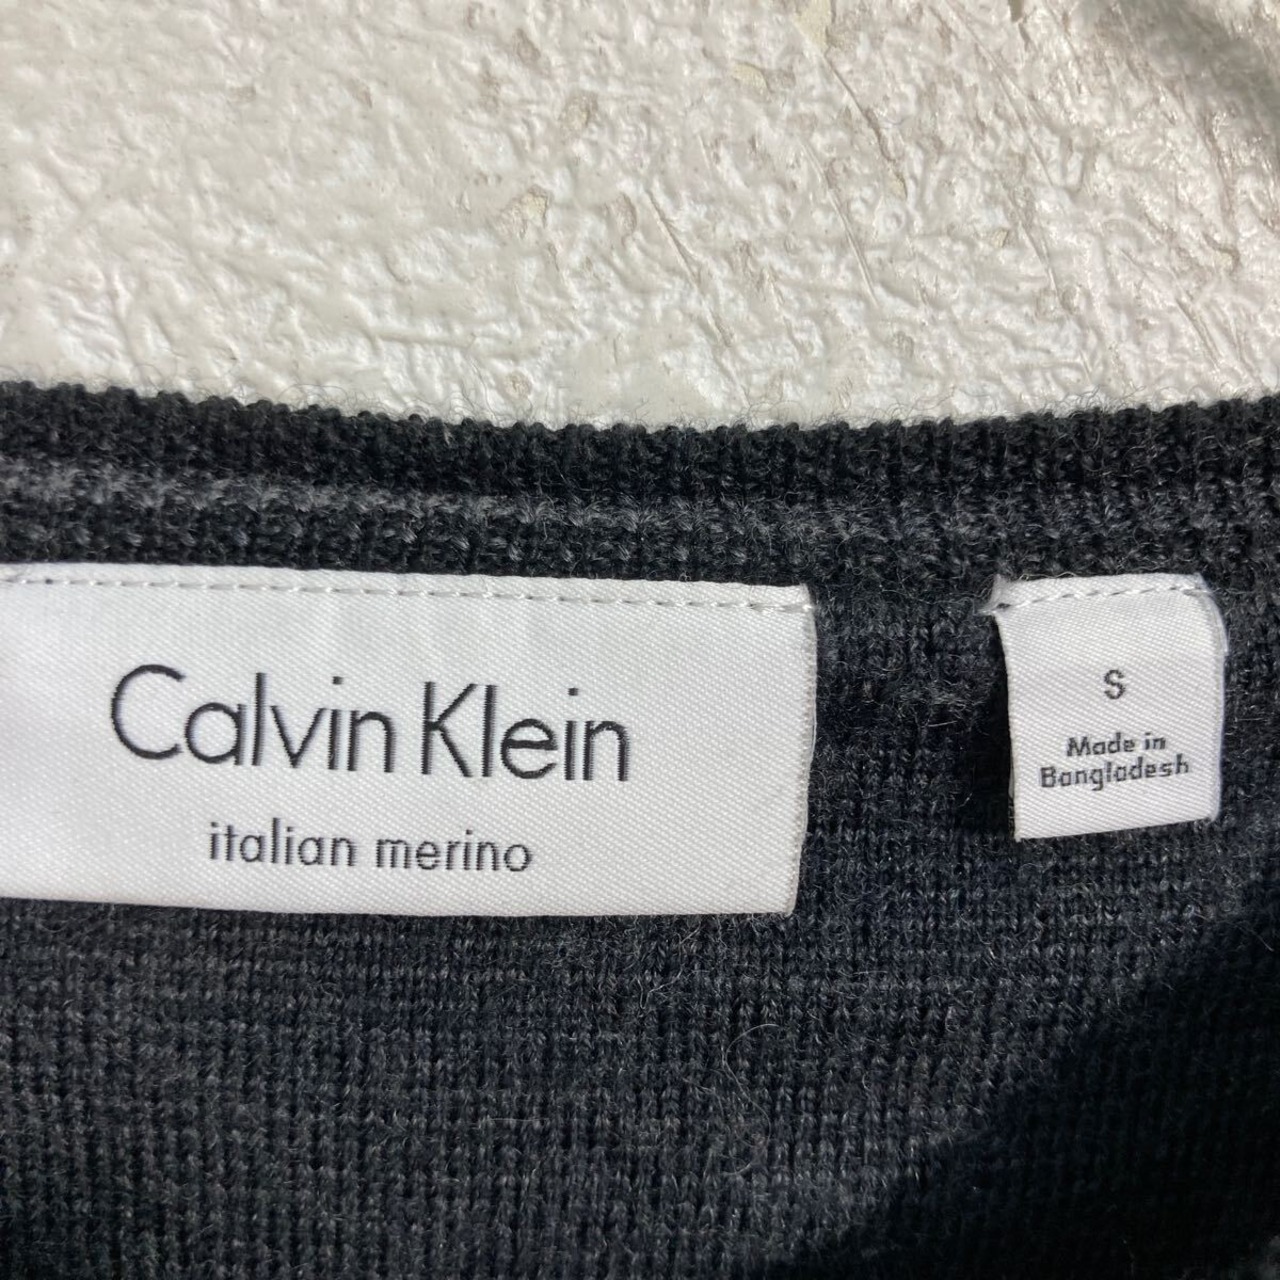 Calvin Klein
italian merino
S
Made in
Bangladesh